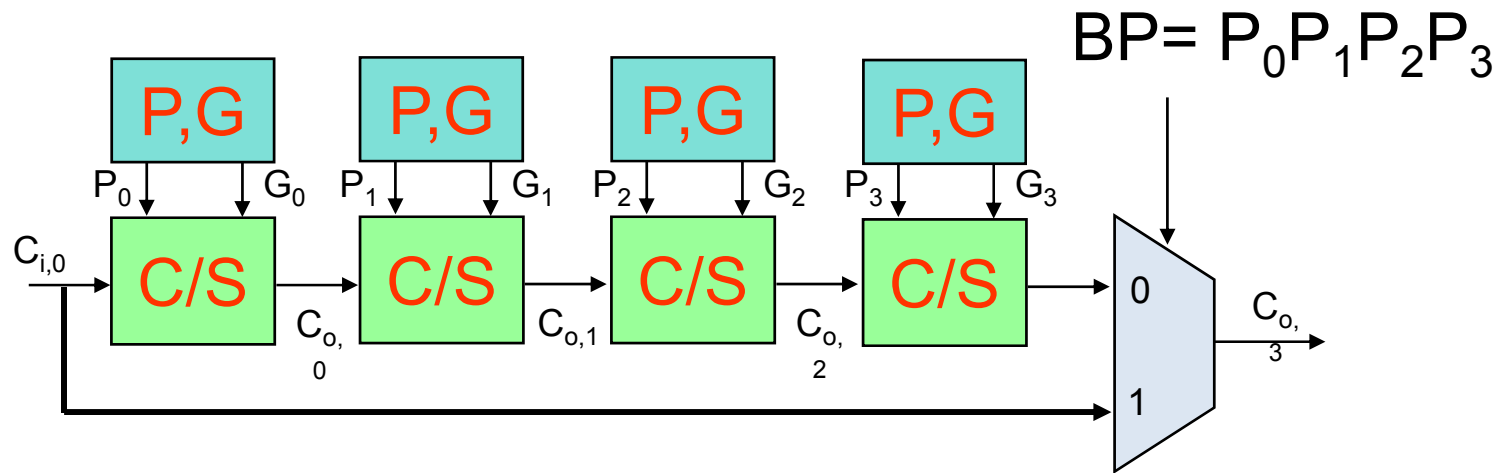 BP= P₀P₁P₂P₃
P,G P,G P,G P,G
P₀ G₀ P₁ G₁ P₂ G₂ P₃ G₃
Cᵢ,₀ C/S C/S C/S C/S 0
Cₒ,₀ Cₒ,₁ Cₒ,₂ Cₒ,₃
1